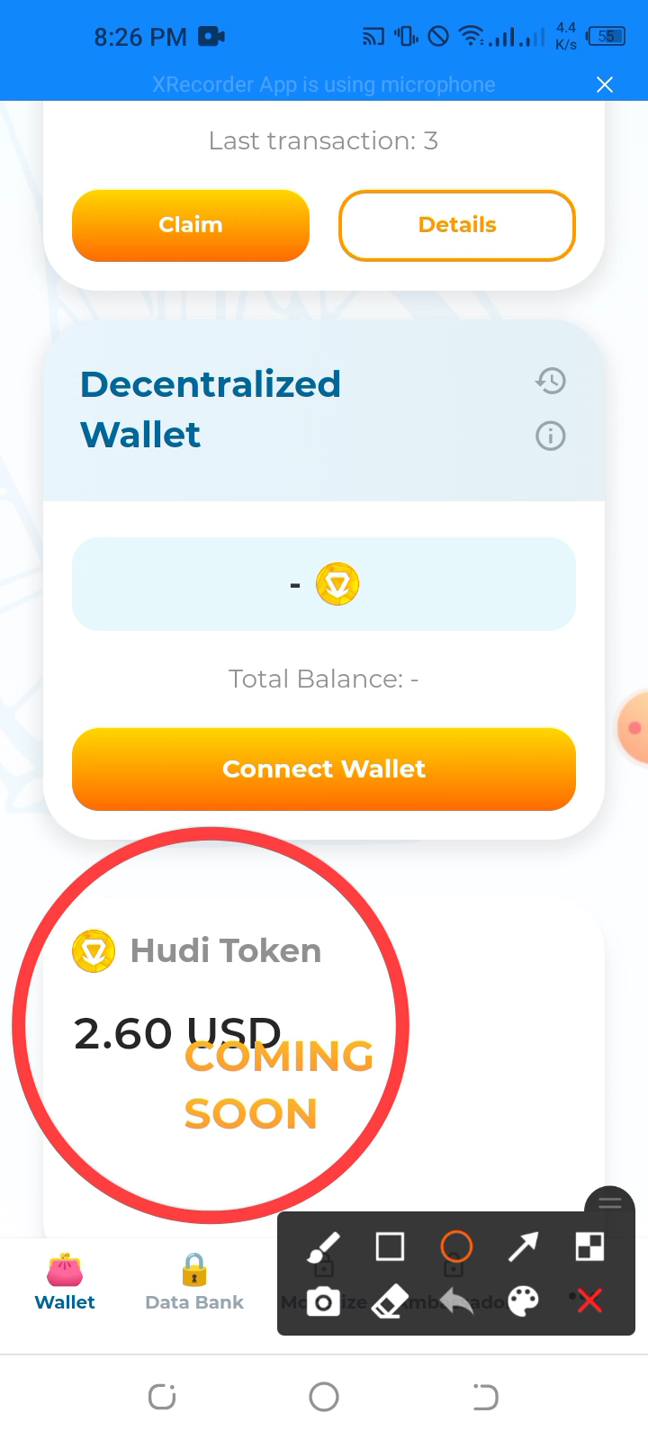 8:26 PM
4.4
K/s
55
XRecorder App is using microphone
Last transaction: 3
Claim
Details
Decentralized
Wallet
-
Total Balance: -
Connect Wallet
Hudi Token
2.60 USD
COMING
SOON
Wallet
Data Bank